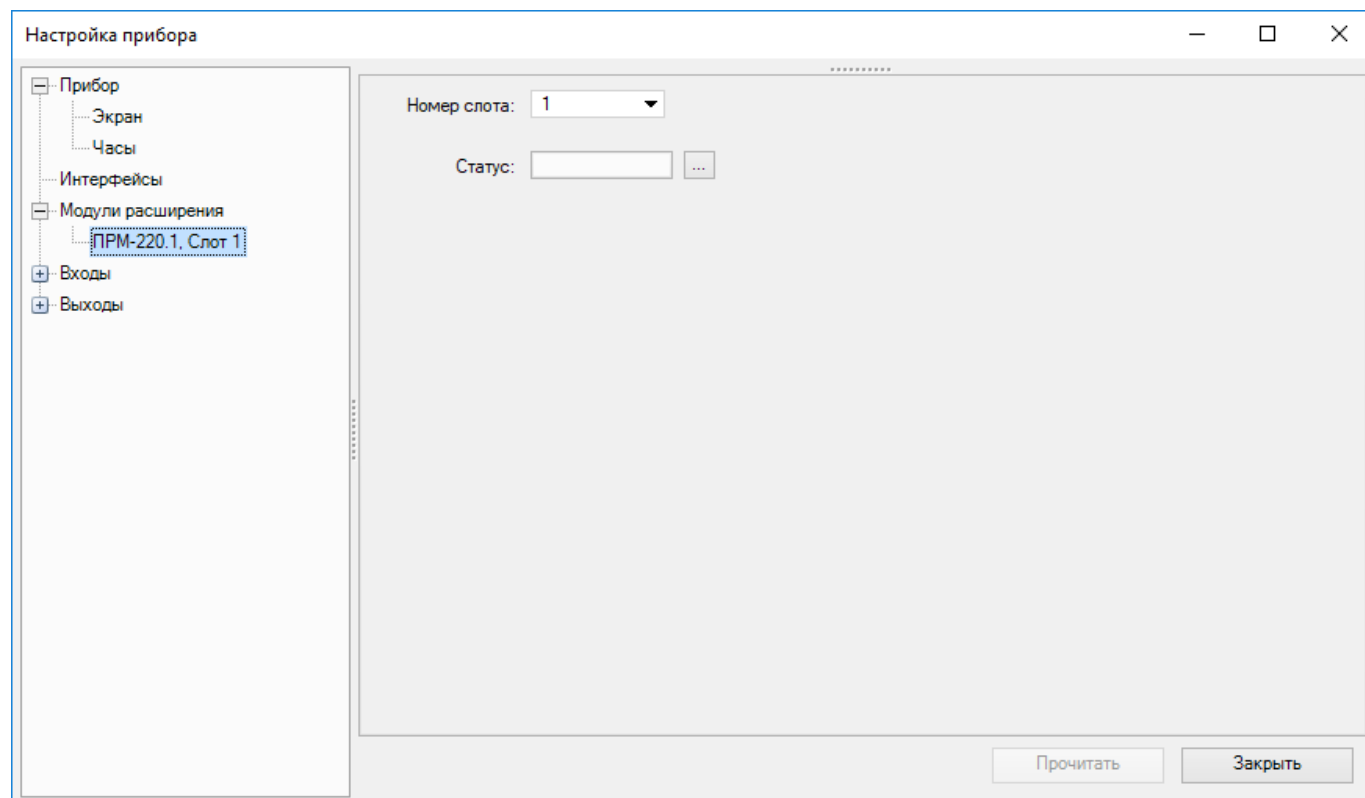 Настройка прибора
Прибор
Экран
Часы
Интерфейсы
Модули расширения
ПРМ-220.1, Слот 1
Входы
Выходы
Номер слота: 1
Статус: ...
Прочитать Закрыть